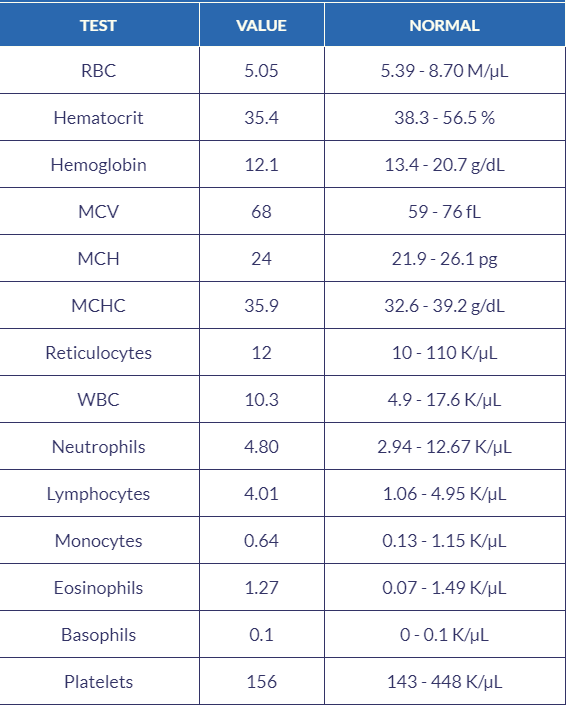 TEST VALUE NORMAL
RBC 5.05 5.39 - 8.70 M/µL
Hematocrit 35.4 38.3 - 56.5 %
Hemoglobin 12.1 13.4 - 20.7 g/dL
MCV 68 59 - 76 fL
MCH 24 21.9 - 26.1 pg
MCHC 35.9 32.6 - 39.2 g/dL
Reticulocytes 12 10 - 110 K/µL
WBC 10.3 4.9 - 17.6 K/µL
Neutrophils 4.80 2.94 - 12.67 K/µL
Lymphocytes 4.01 1.06 - 4.95 K/µL
Monocytes 0.64 0.13 - 1.15 K/µL
Eosinophils 1.27 0.07 - 1.49 K/µL
Basophils 0.1 0 - 0.1 K/µL
Platelets 156 143 - 448 K/µL